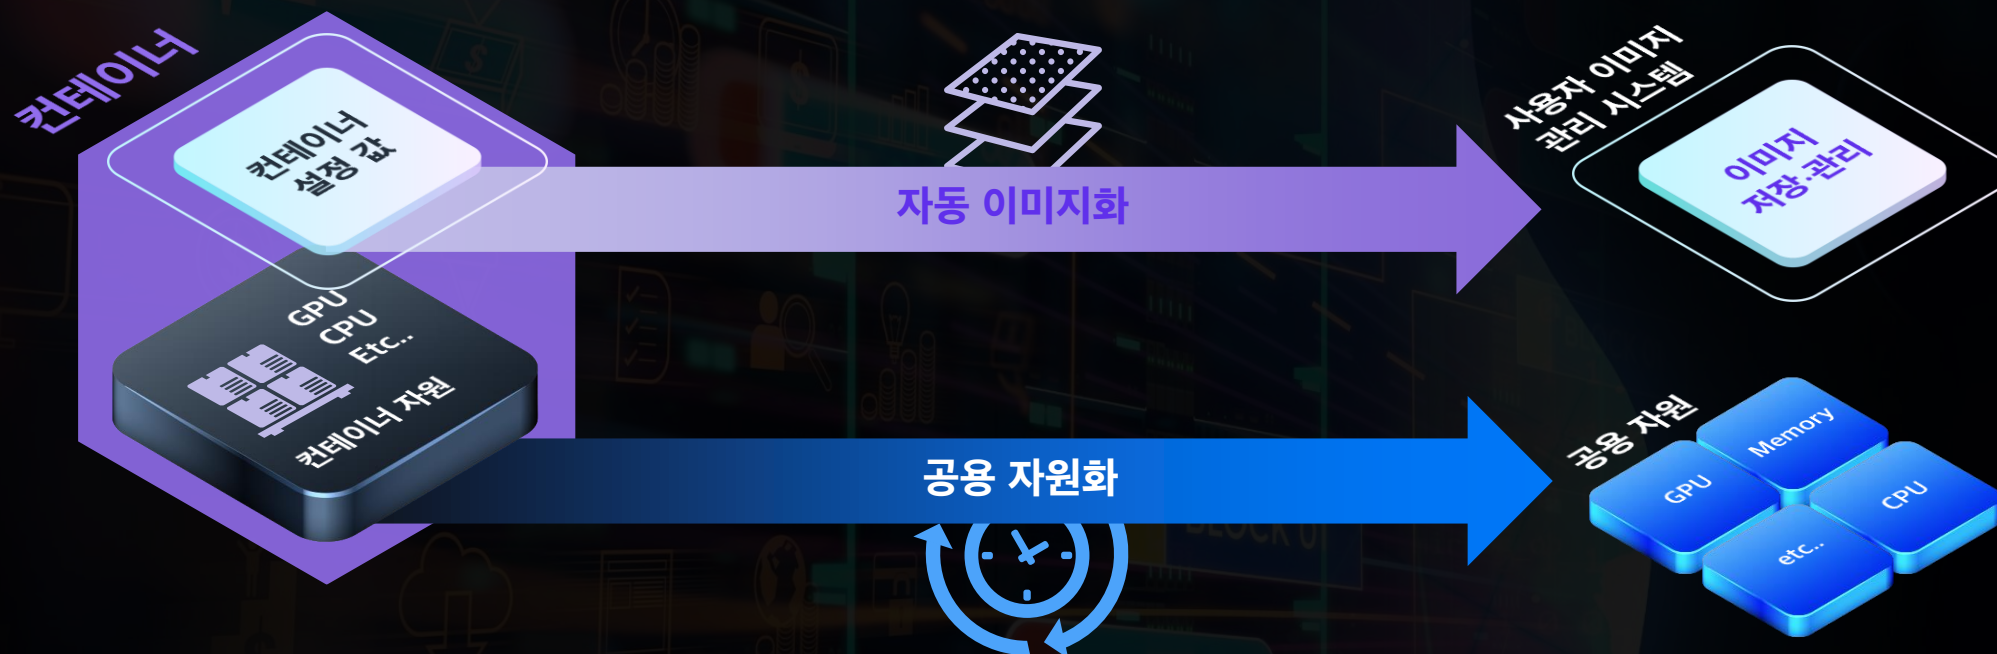 컨테이너
컨테이너
설정 값
GPU
CPU
Etc..
컨테이너 자원
자동 이미지화
사용자 이미지
관리 시스템
이미지
저장·관리
공용 자원화
공용 자원
Memory
GPU
CPU
etc..
BLOCK 0